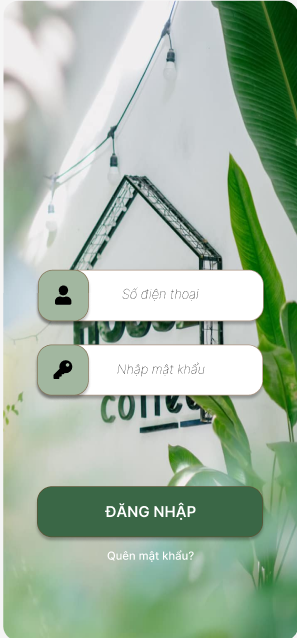 Số điện thoại
Nhập mật khẩu
ĐĂNG NHẬP
Quên mật khẩu?